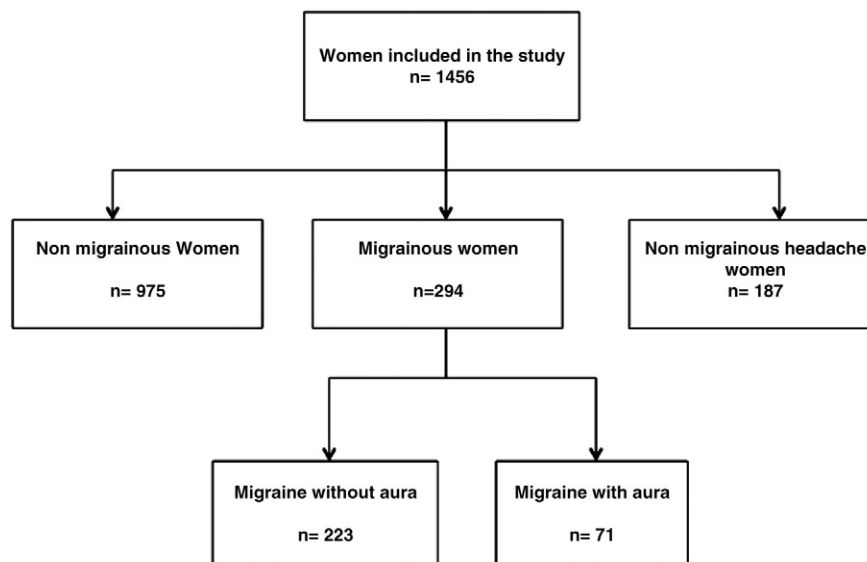 Women included in the study
n= 1456
Non migrainous Women
n= 975
Migrainous women
n=294
Non migrainous headache
women
n= 187
Migraine without aura
n= 223
Migraine with aura
n= 71